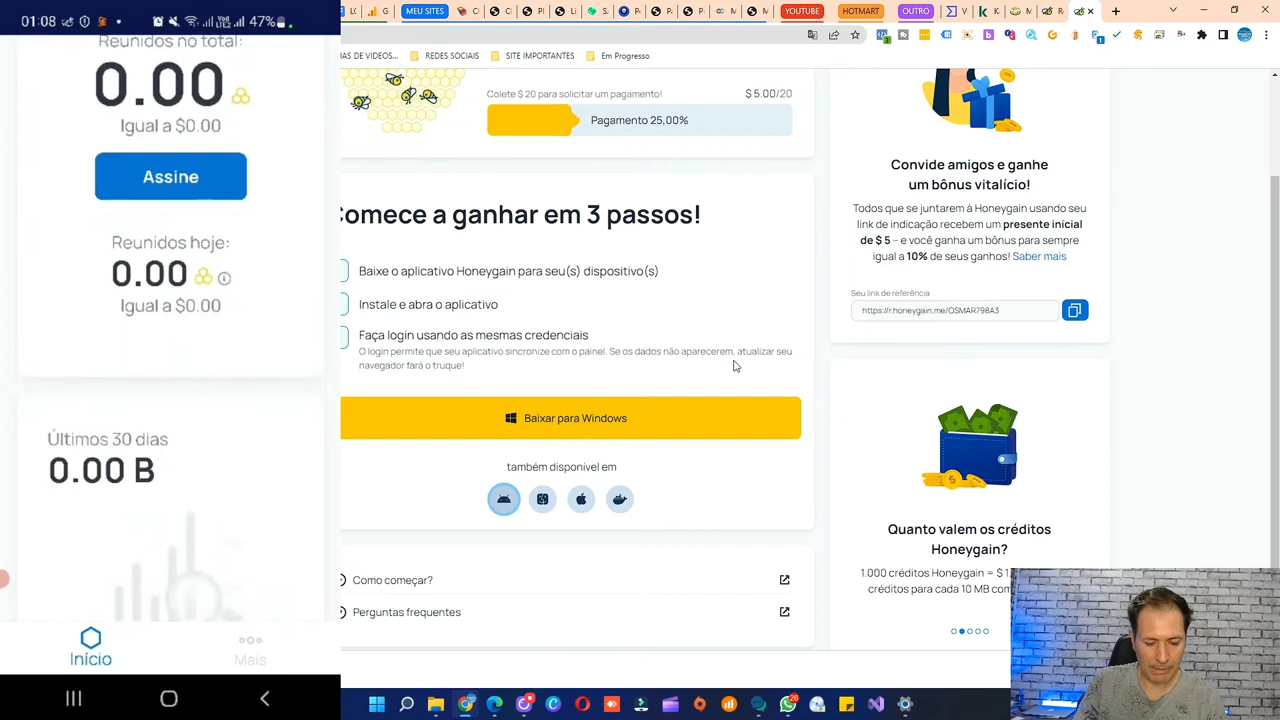 01:08
47%
Reunidos no total:
0.00
Igual a $0.00
Assine
Reunidos hoje:
0.00
Igual a $0.00
Últimos 30 dias
0.00 B
Início
Mais
MEU SITES
YOUTUBE
HOTMART
OUTRO
REDES SOCIAIS
SITE IMPORTANTES
Em Progresso
Colete $ 20 para solicitar um pagamento!
$ 5.00/20
Pagamento 25,00%
Comece a ganhar em 3 passos!
Baixe o aplicativo Honeygain para seu(s) dispositivo(s)
Instale e abra o aplicativo
Faça login usando as mesmas credenciais
O login permite que seu aplicativo sincronize com o painel. Se os dados não aparecerem, atualizar seu
navegador fará o truque!
Baixar para Windows
também disponível em
Como começar?
Perguntas frequentes
Convide amigos e ganhe
um bônus vitalício!
Todos que se juntarem à Honeygain usando seu
link de indicação recebem um presente inicial
de $ 5 – e você ganha um bônus para sempre
igual a 10% de seus ganhos! Saber mais
Seu link de referência
https://r.honeygain.me/OSMAR798A3
Quanto valem os créditos
Honeygain?
1.000 créditos Honeygain = $
créditos para cada 10 MB